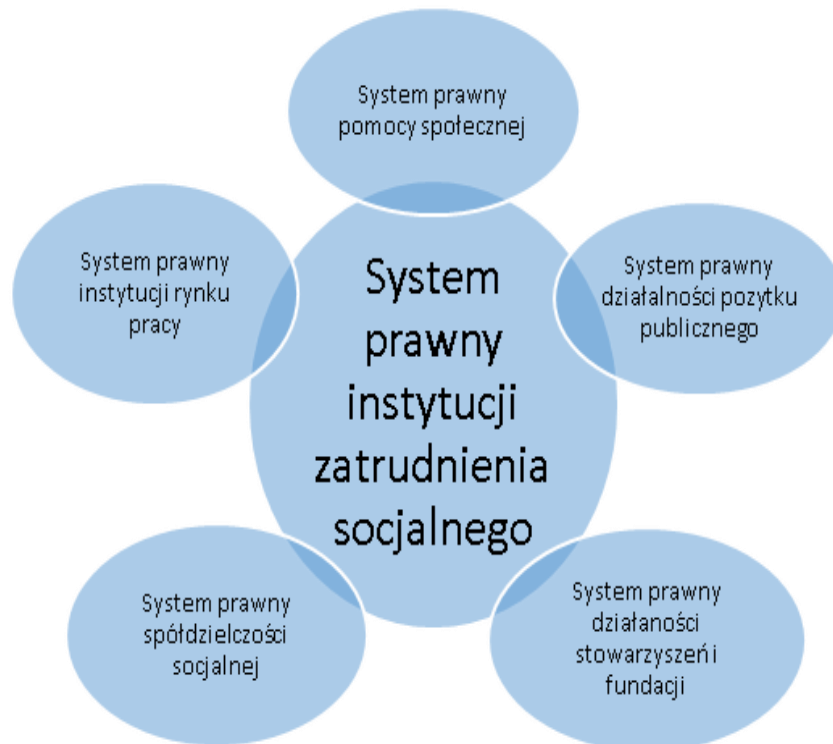 System prawny
pomocy społecznej
System prawny
instytucji rynku
pracy
System prawny
działalności pozytku
publicznego
System
prawny
instytucji
zatrudnienia
socjalnego
System prawny
spółdzielczości
socjalnej
System prawny
działaności
stowarzyszeń i
fundacji